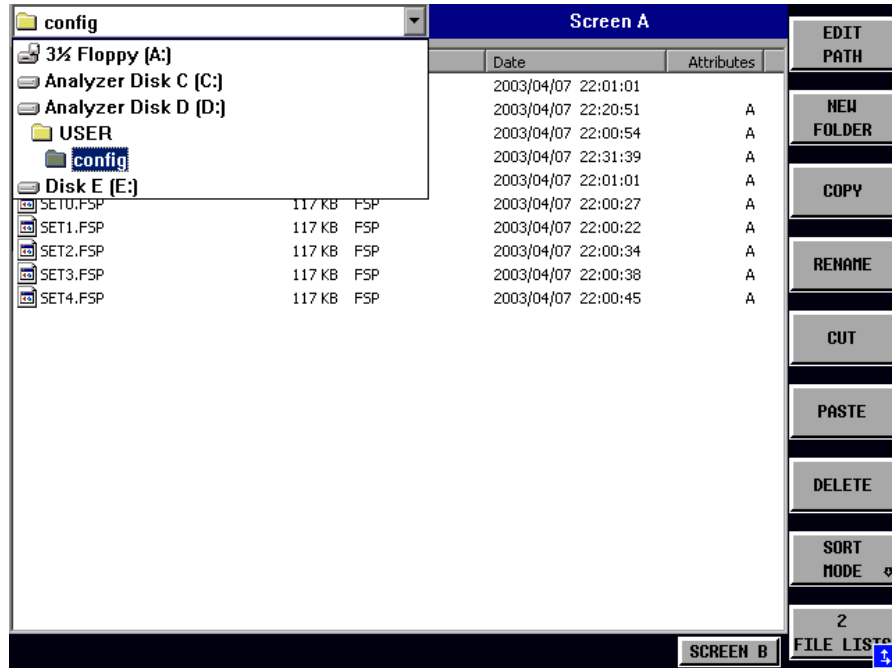 config
Screen A
3½ Floppy (A:)
Analyzer Disk C (C:)
Analyzer Disk D (D:)
USER
config
Disk E (E:)
Date Attributes
2003/04/07 22:01:01
2003/04/07 22:20:51 A
2003/04/07 22:00:54 A
2003/04/07 22:31:39 A
2003/04/07 22:01:01 A
SET0.FSP 117 KB FSP 2003/04/07 22:00:27 A
SET1.FSP 117 KB FSP 2003/04/07 22:00:22 A
SET2.FSP 117 KB FSP 2003/04/07 22:00:34 A
SET3.FSP 117 KB FSP 2003/04/07 22:00:38 A
SET4.FSP 117 KB FSP 2003/04/07 22:00:45 A
EDIT
PATH
NEW
FOLDER
COPY
RENAME
CUT
PASTE
DELETE
SORT
MODE
2
FILE LISTS
SCREEN B